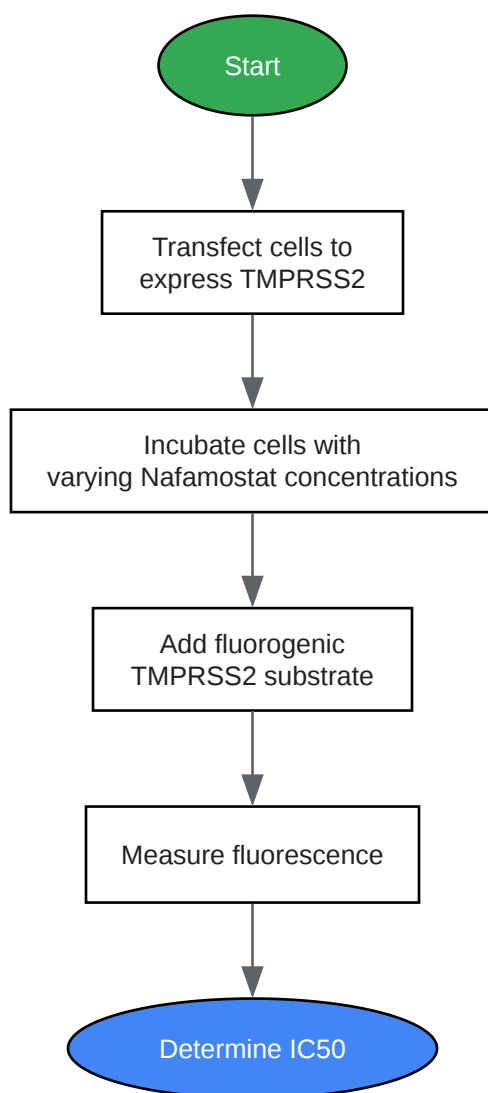 Start
Transfect cells to
express TMPRSS2
Incubate cells with
varying Nafamostat concentrations
Add fluorogenic
TMPRSS2 substrate
Measure fluorescence
Determine IC50